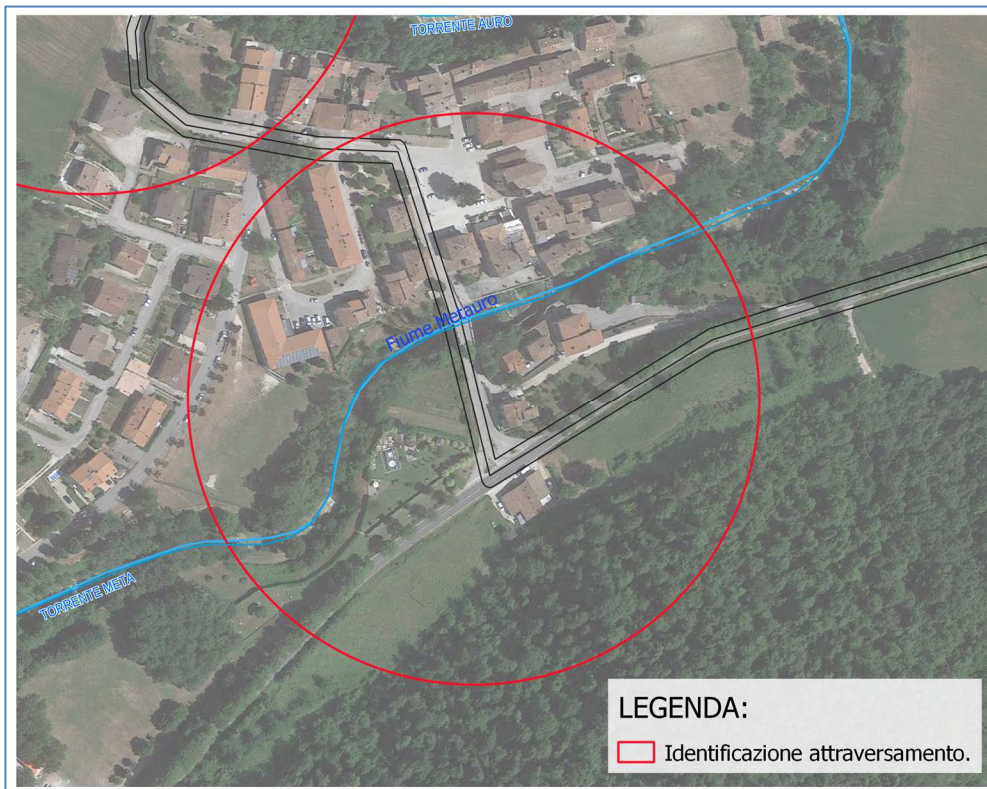 TORRENTE AURO
Fiume Metauro
TORRENTE META
LEGENDA:
Identificazione attraversamento.